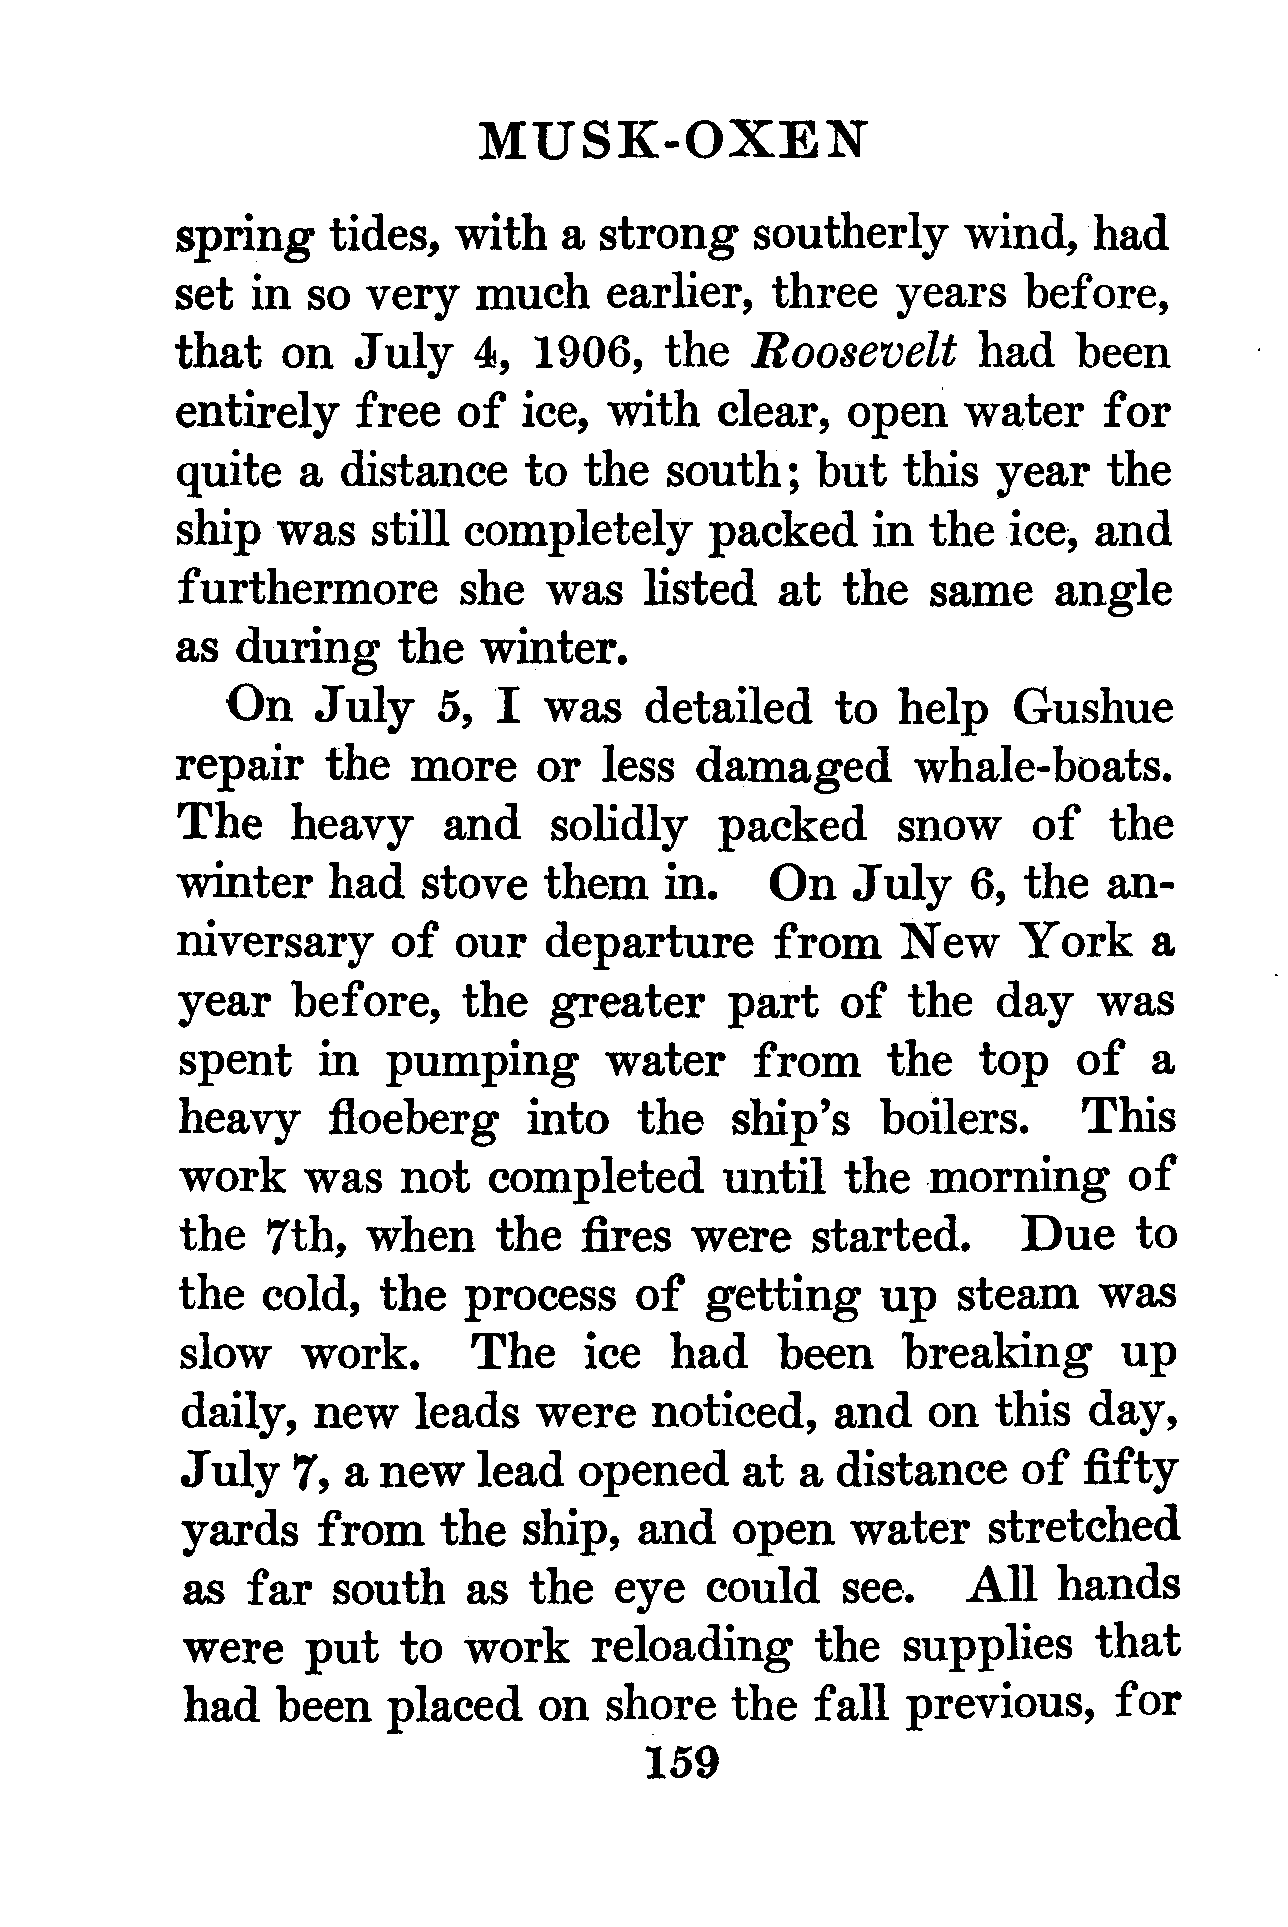 MUSK-OXEN
spring tides, with a strong southerly wind, had
set in so very much earlier, three years before,
that on July 4, 1906, the Roosevelt had been
entirely free of ice, with clear, open water for
quite a distance to the south; but this year the
ship was still completely packed in the ice, and
furthermore she was listed at the same angle
as during the winter.
On July 5, I was detailed to help Gushue
repair the more or less damaged whale-boats.
The heavy and solidly packed snow of the
winter had stove them in. On July 6, the an-
niversary of our departure from New York a
year before, the greater part of the day was
spent in pumping water from the top of a
heavy floeberg into the ship's boilers. This
work was not completed until the morning of
the 7th, when the fires were started. Due to
the cold, the process of getting up steam was
slow work. The ice had been breaking up
daily, new leads were noticed, and on this day,
July 7, a new lead opened at a distance of fifty
yards from the ship, and open water stretched
as far south as the eye could see. All hands
were put to work reloading the supplies that
had been placed on shore the fall previous, for
159